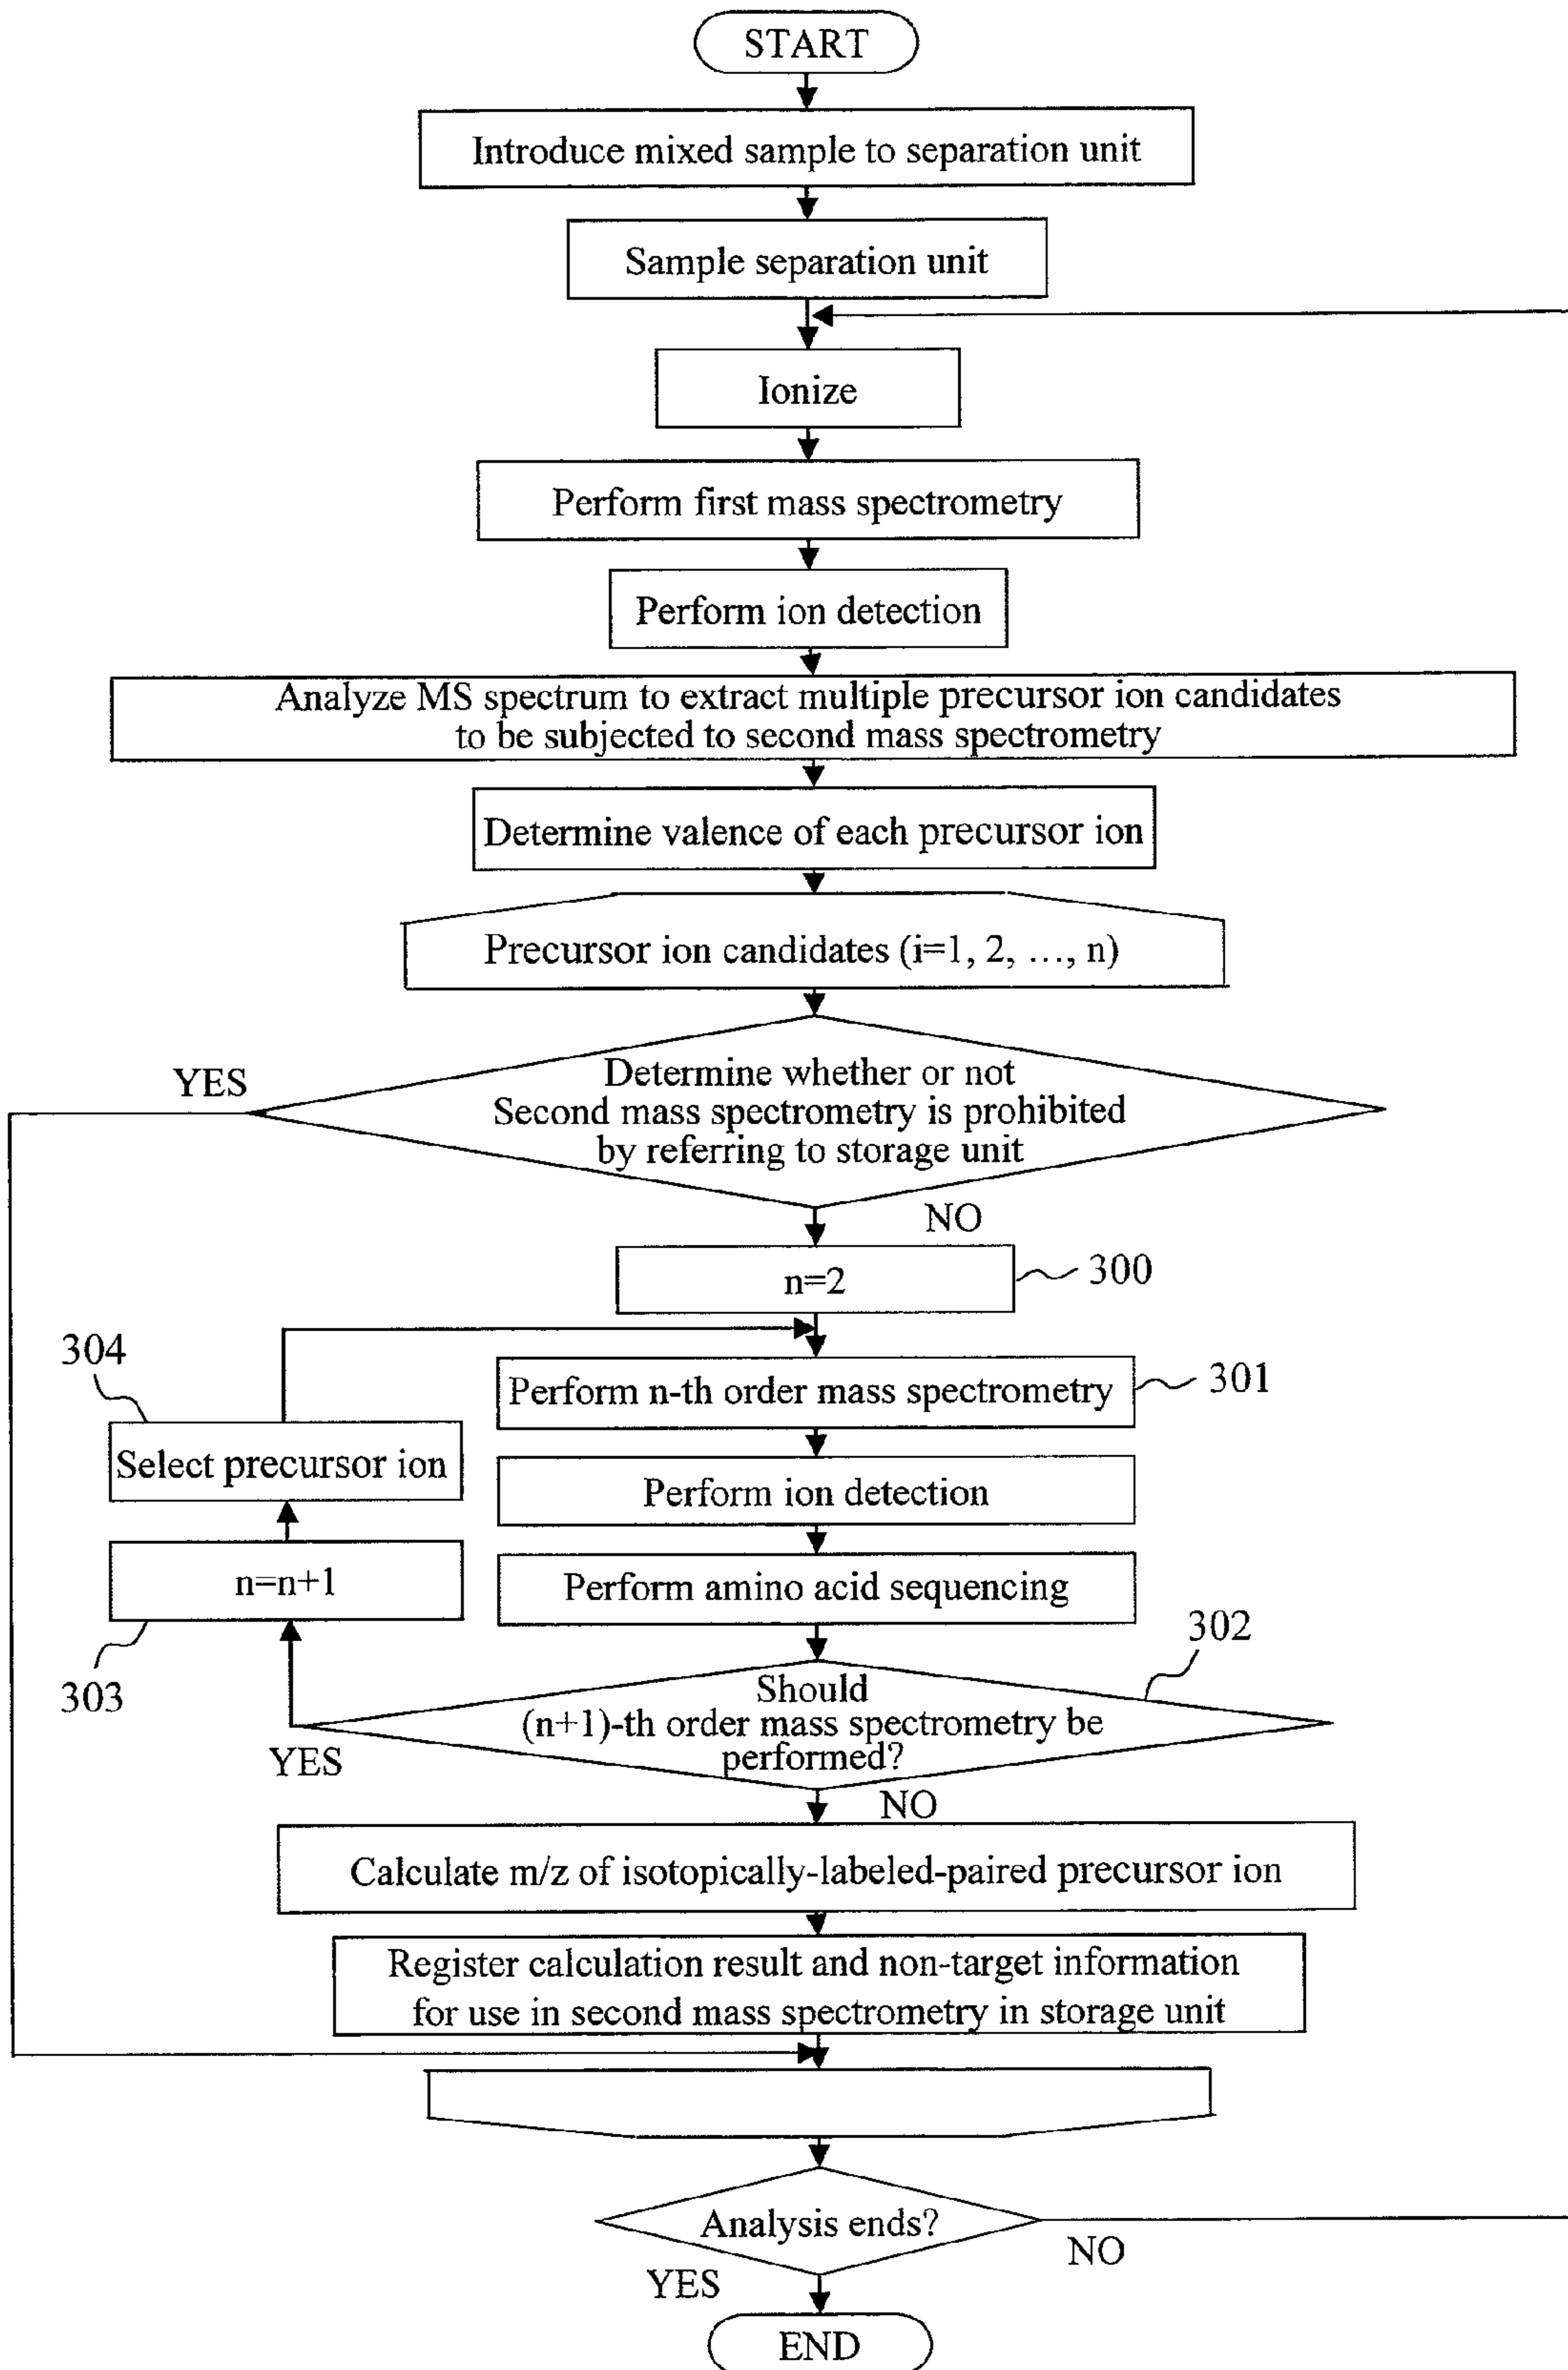 START
Introduce mixed sample to separation unit
Sample separation unit
Ionize
Perform first mass spectrometry
Perform ion detection
Analyze MS spectrum to extract multiple precursor ion candidates
to be subjected to second mass spectrometry
Determine valence of each precursor ion
Precursor ion candidates (i=1, 2, ..., n)
YES
Determine whether or not
Second mass spectrometry is prohibited
by referring to storage unit
NO
n=2
300
304
Perform n-th order mass spectrometry
301
Select precursor ion
Perform ion detection
n=n+1
Perform amino acid sequencing
302
303
Should
(n+1)-th order mass spectrometry be
performed?
YES
NO
Calculate m/z of isotopically-labeled-paired precursor ion
Register calculation result and non-target information
for use in second mass spectrometry in storage unit
Analysis ends?
NO
YES
END